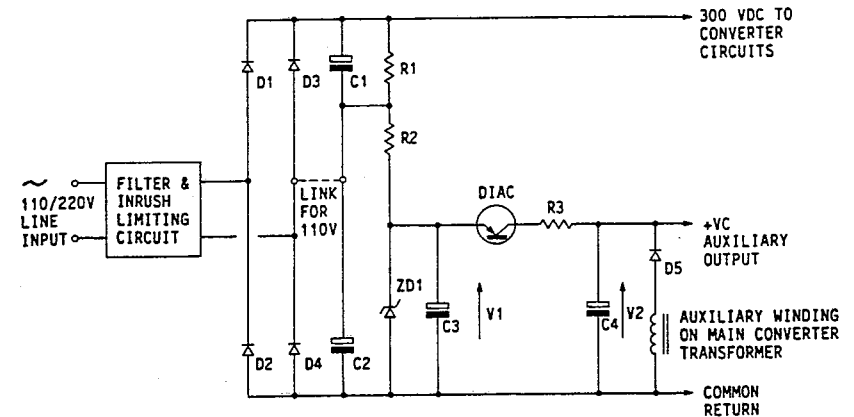 300 VDC TO
CONVERTER
CIRCUITS
D1
D3
C1
R1
R2
~
110/220V
LINE
INPUT
FILTER &
INRUSH
LIMITING
CIRCUIT
LINK
FOR
110V
DIAC
R3
+VC
AUXILIARY
OUTPUT
D5
ZD1
C3
V1
C4
V2
AUXILIARY WINDING
ON MAIN CONVERTER
TRANSFORMER
D2
D4
C2
COMMON
RETURN